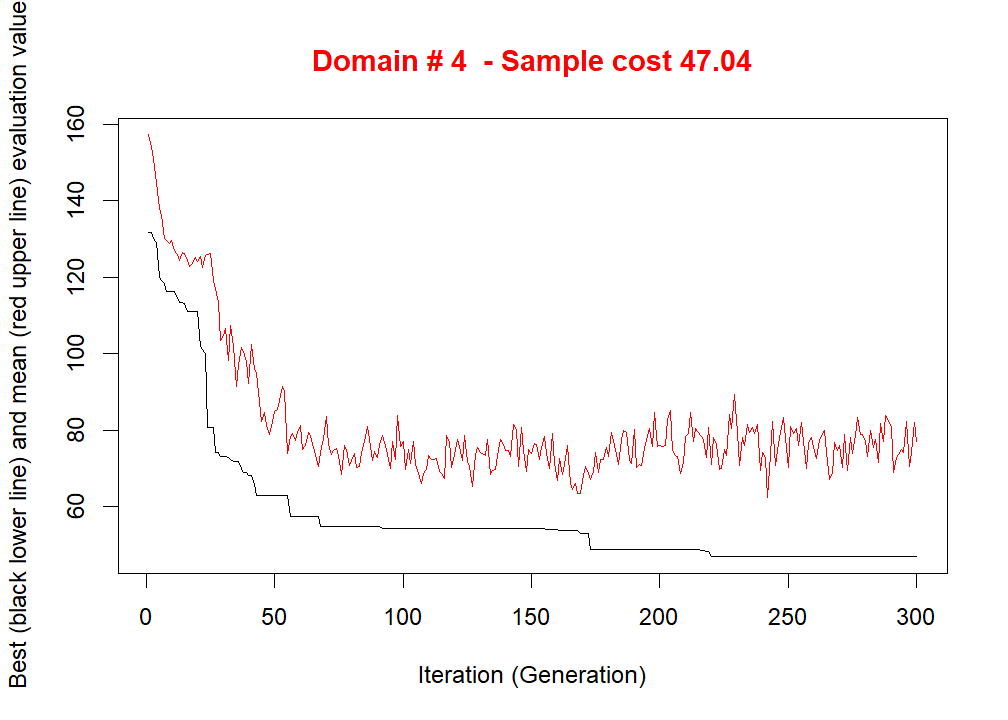 Domain # 4  - Sample cost 47.04
Best (black lower line) and mean (red upper line) evaluation value
160
140
120
100
80
60
0 50 100 150 200 250 300
Iteration (Generation)